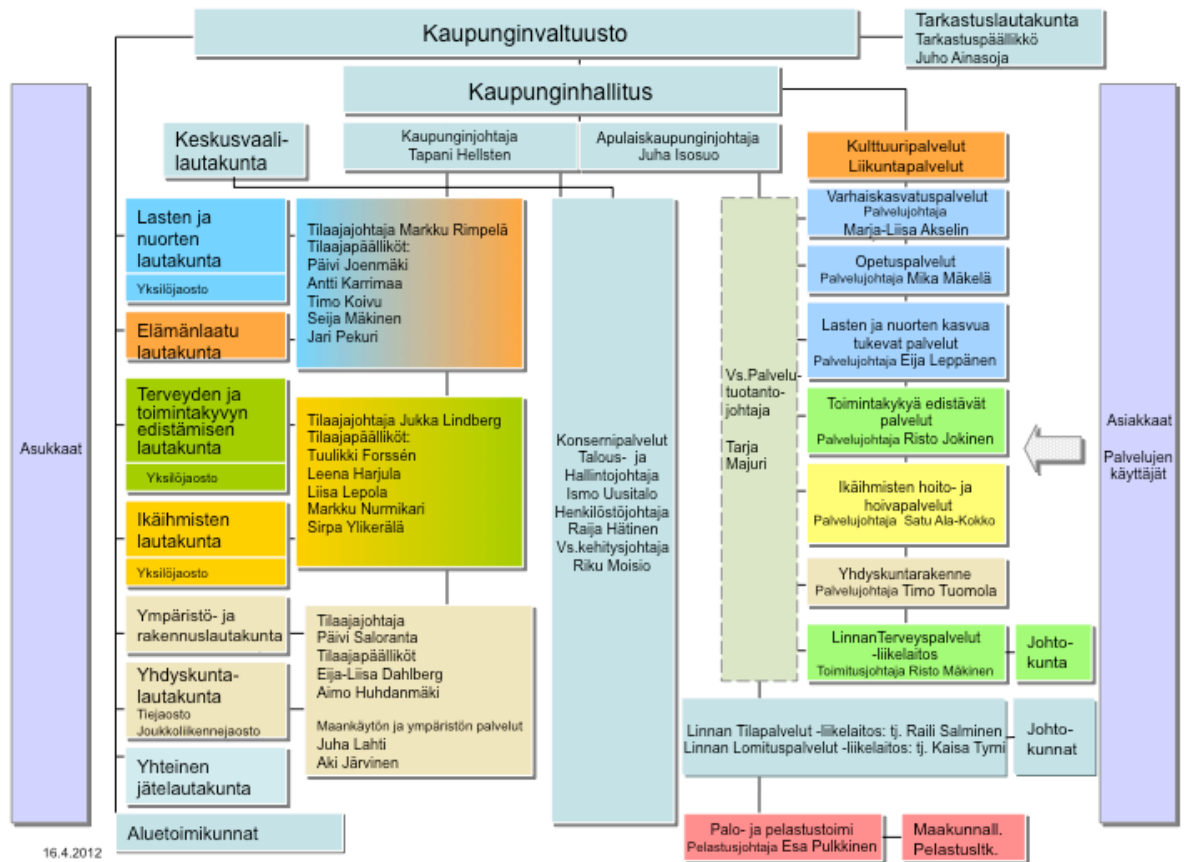 Kaupunginvaltuusto
Tarkastuslautakunta
Tarkastuspäällikkö
Juho Ainasoja
Kaupunginhallitus
Keskusvaali-
lautakunta
Kaupunginjohtaja
Tapani Hellsten
Apulaiskaupunginjohtaja
Juha Isosuo
Asukkaat
Lasten ja
nuorten
lautakunta
Yksilöjaosto
Elämänlaatu
lautakunta
Terveyden ja
toimintakyvyn
edistämisen
lautakunta
Yksilöjaosto
Ikäihmisten
lautakunta
Yksilöjaosto
Ympäristö- ja
rakennuslautakunta
Yhdyskunta-
lautakunta
Tiejaosto
Joukkoliikennejaosto
Yhteinen
jätelautakunta
Aluetoimikunnat
Tilaajajohtaja Markku Rimpelä
Tilaajapäälliköt:
Päivi Joenmäki
Antti Karrimaa
Timo Koivu
Seija Mäkinen
Jari Pekuri
Tilaajajohtaja Jukka Lindberg
Tilaajapäälliköt:
Tuulikki Forssén
Leena Harjula
Liisa Lepola
Markku Nurmikari
Sirpa Ylikerälä
Tilaajajohtaja
Päivi Saloranta
Tilaajapäälliköt
Eija-Liisa Dahlberg
Aimo Huhdanmäki
Maankäytön ja ympäristön palvelut
Juha Lahti
Aki Järvinen
Konsernipalvelut
Talous- ja
Hallintojohtaja
Ismo Uusitalo
Henkilöstöjohtaja
Raija Hätinen
Vs.kehitysjohtaja
Riku Moisio
Vs.Palvelu-
tuotanto-
johtaja
Tarja
Majuri
Kulttuuripalvelut
Liikuntapalvelut
Varhaiskasvatuspalvelut
Palvelujohtaja
Marja-Liisa Akselin
Opetuspalvelut
Palvelujohtaja Mika Mäkelä
Lasten ja nuorten kasvua
tukevat palvelut
Palvelujohtaja Eija Leppänen
Toimintakykyä edistävät
palvelut
Palvelujohtaja Risto Jokinen
Ikäihmisten hoito- ja
hoivapalvelut
Palvelujohtaja Satu Ala-Kokko
Yhdyskuntarakenne
Palvelujohtaja Timo Tuomola
LinnanTerveyspalvelut
-liikelaitos
Toimitusjohtaja Risto Mäkinen
Johto-
kunta
Linnan Tilapalvelut -liikelaitos: tj. Raili Salminen
Linnan Lomituspalvelut -liikelaitos: tj. Kaisa Tyrni
Johto-
kunnat
Palo- ja pelastustoimi
Pelastusjohtaja Esa Pulkkinen
Maakunnall.
Pelastusltk.
Asiakkaat
Palvelujen
käyttäjät
16.4.2012